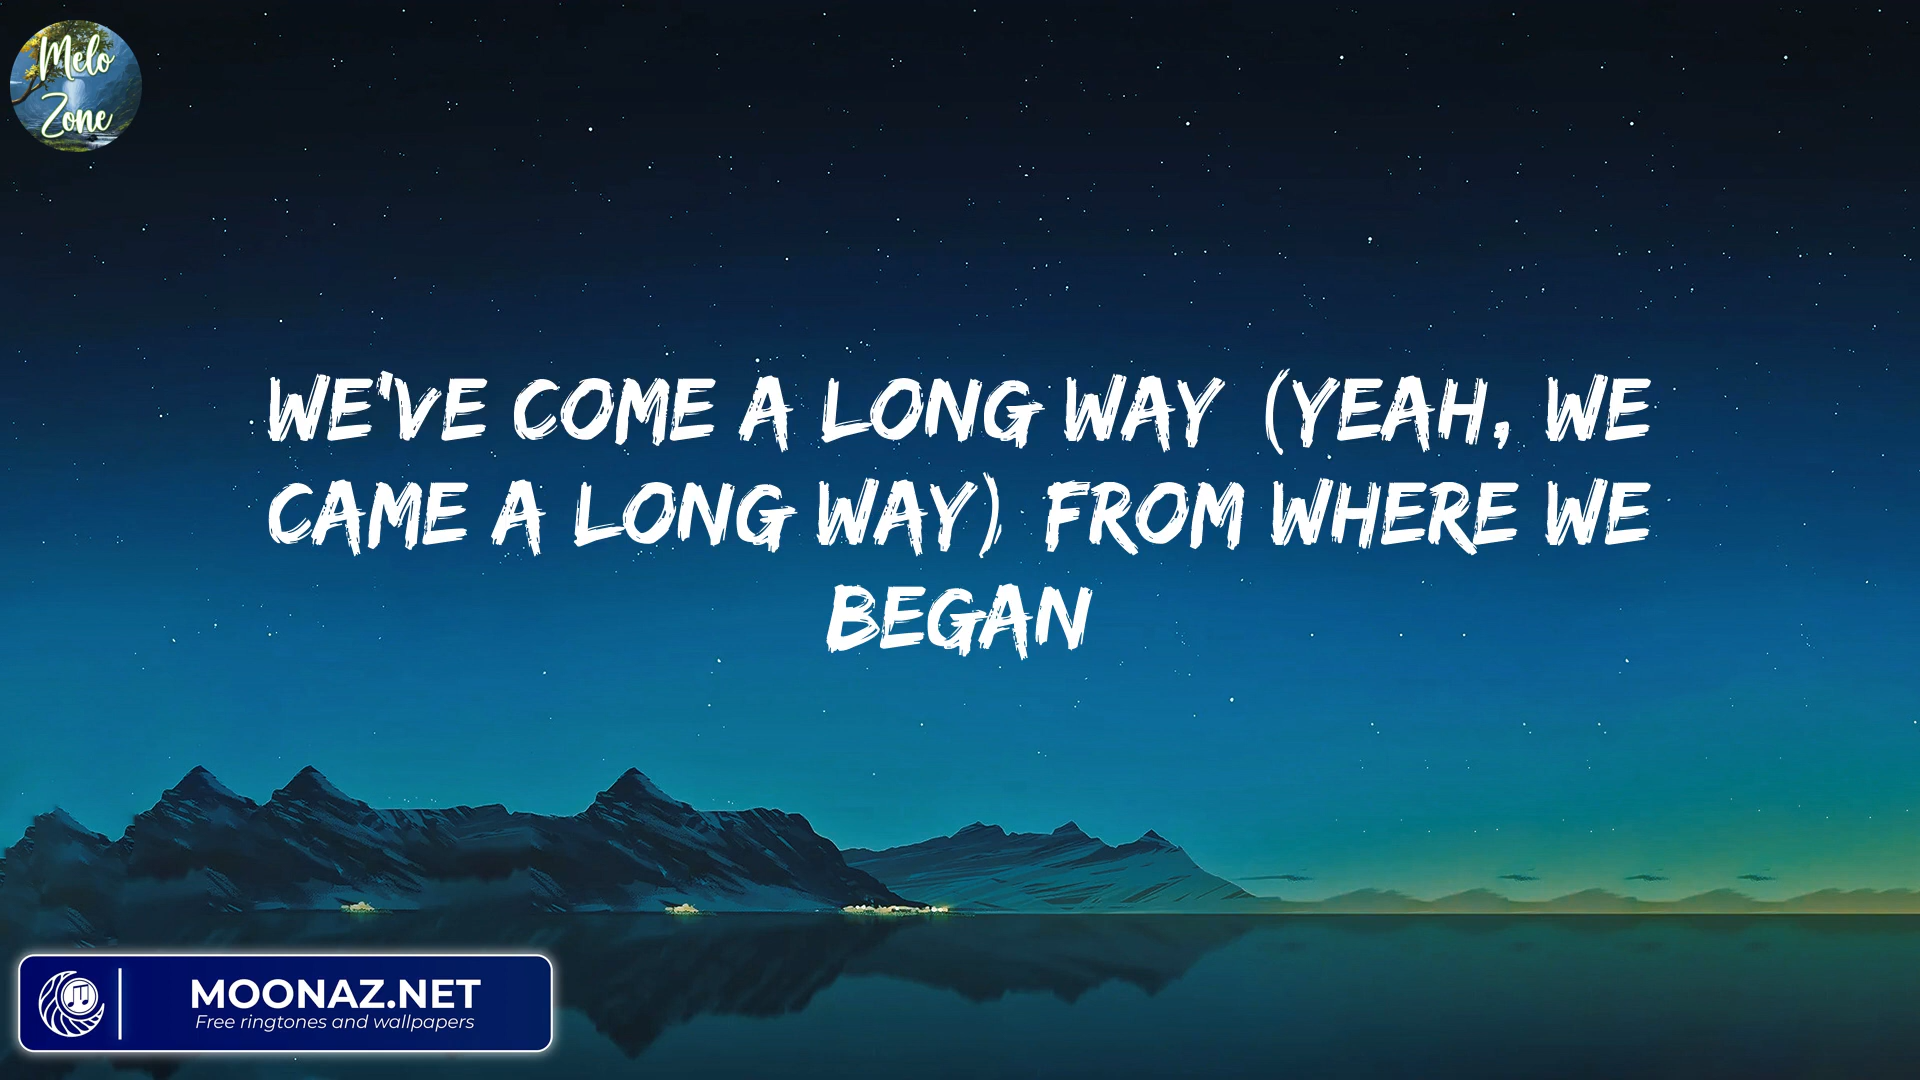 Melo
Zone
WE'VE COME A LONG WAY (YEAH, WE
CAME A LONG WAY) FROM WHERE WE
BEGAN
MOONAZ.NET
Free ringtones and wallpapers